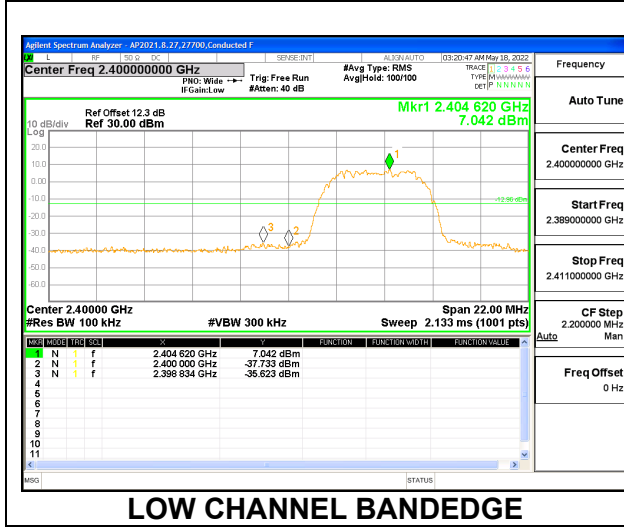 Agilent Spectrum Analyzer - AP2021.8.27,27700,Conducted F
L RF 50 Ω DC SENSE:INT ALIGN AUTO 03:20:47 AM May 18, 2022
Center Freq 2.400000000 GHz
PNO: Wide
IFGain:Low
Trig: Free Run
#Atten: 40 dB
#Avg Type: RMS
Avg|Hold: 100/100
TRACE 1 2 3 4 5 6
TYPE M
DET P N N N N N
Frequency
Auto Tune
Center Freq
2.400000000 GHz
Start Freq
2.389000000 GHz
Stop Freq
2.411000000 GHz
CF Step
2.200000 MHz
Auto Man
Freq Offset
0 Hz
Ref Offset 12.3 dB
10 dB/div Ref 30.00 dBm
Log
Mkr1 2.404 620 GHz
7.042 dBm
20.0
10.0
0.00
-10.0
-20.0
-30.0
-40.0
-50.0
-60.0
1
2
3
Center 2.40000 GHz Span 22.00 MHz
#Res BW 100 kHz #VBW 300 kHz Sweep 2.133 ms (1001 pts)
MKR MODE TRC SCL X Y FUNCTION FUNCTION WIDTH FUNCTION VALUE
1 N 1 f 2.404 620 GHz 7.042 dBm
2 N 1 f 2.400 000 GHz -37.733 dBm
3 N 1 f 2.398 834 GHz -35.623 dBm
4
5
6
7
8
9
10
11
MSG STATUS
LOW CHANNEL BANDEDGE